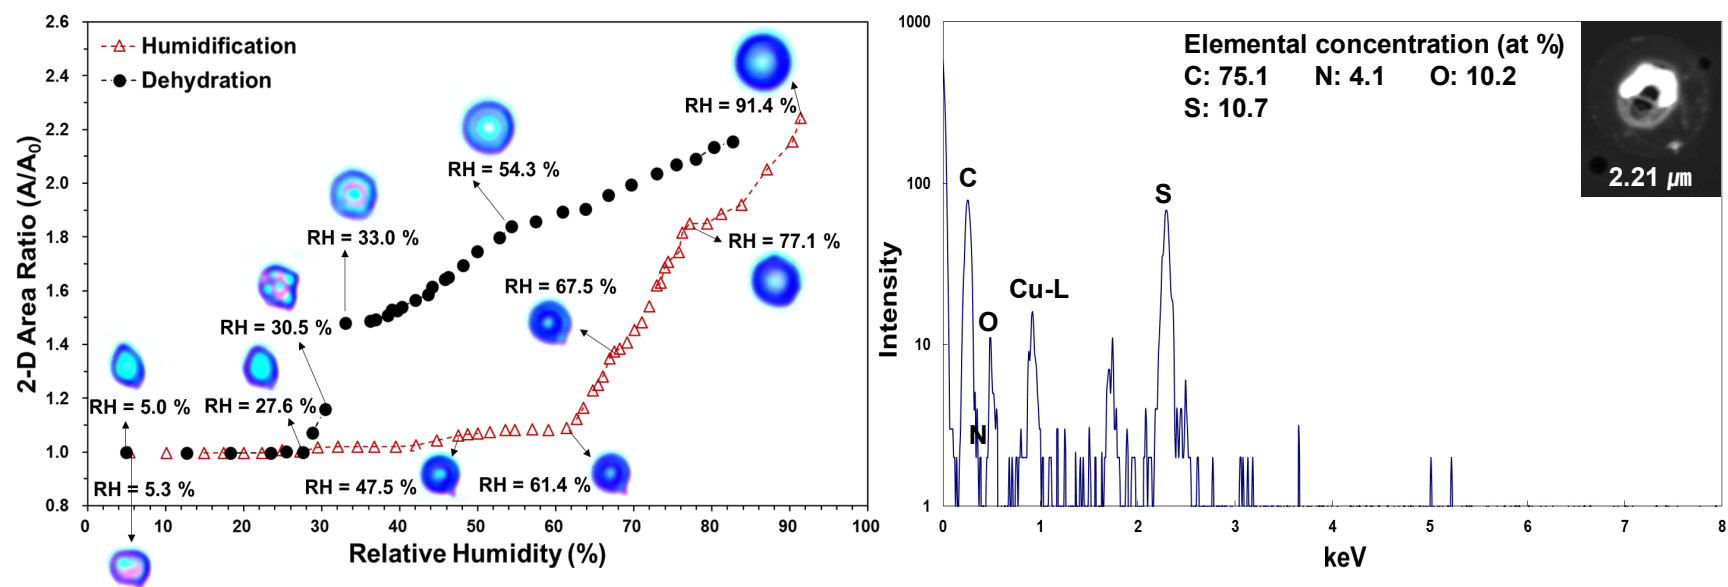 2.6
2.4
2.2
2.0
1.8
1.6
1.4
1.2
1.0
0.8
2-D Area Ratio (A/A₀)
Humidification
Dehydration
RH = 91.4 %
RH = 54.3 %
RH = 33.0 %
RH = 77.1 %
RH = 67.5 %
RH = 30.5 %
RH = 5.0 %
RH = 27.6 %
RH = 5.3 %
RH = 47.5 %
RH = 61.4 %
0 10 20 30 40 50 60 70 80 90 100
Relative Humidity (%)
1000
100
10
1
Intensity
Elemental concentration (at %)
C: 75.1 N: 4.1 O: 10.2
S: 10.7
2.21 ㎛
C
S
Cu-L
O
N
0 1 2 3 4 5 6 7 8
keV